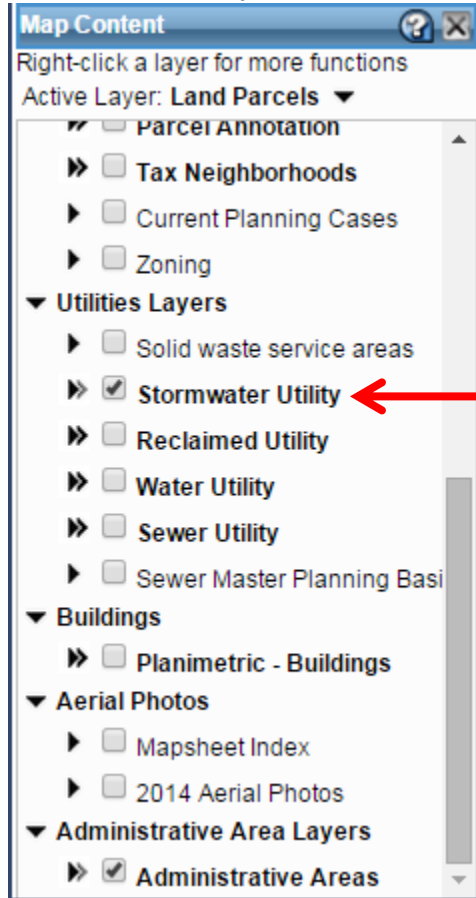 Map Content
Right-click a layer for more functions
Active Layer: Land Parcels
Parcel Annotation
Tax Neighborhoods
Current Planning Cases
Zoning
Utilities Layers
Solid waste service areas
Stormwater Utility
Reclaimed Utility
Water Utility
Sewer Utility
Sewer Master Planning Basi
Buildings
Planimetric - Buildings
Aerial Photos
Mapsheet Index
2014 Aerial Photos
Administrative Area Layers
Administrative Areas